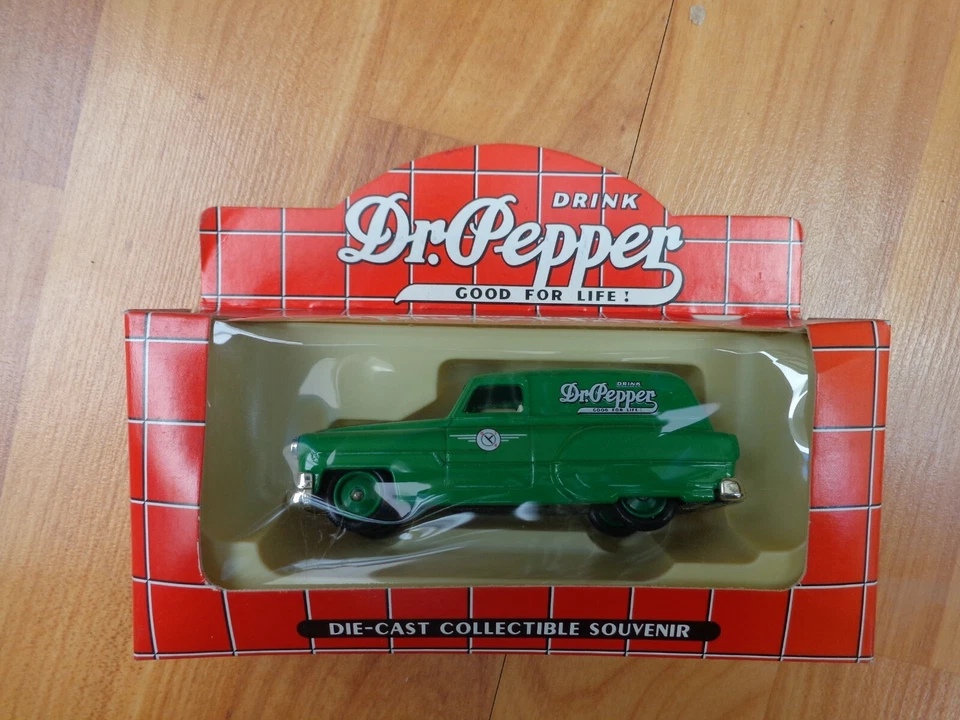 DRINK
Dr. Pepper
GOOD FOR LIFE!
DRINK
Dr. Pepper
GOOD FOR LIFE!
DIE-CAST COLLECTIBLE SOUVENIR